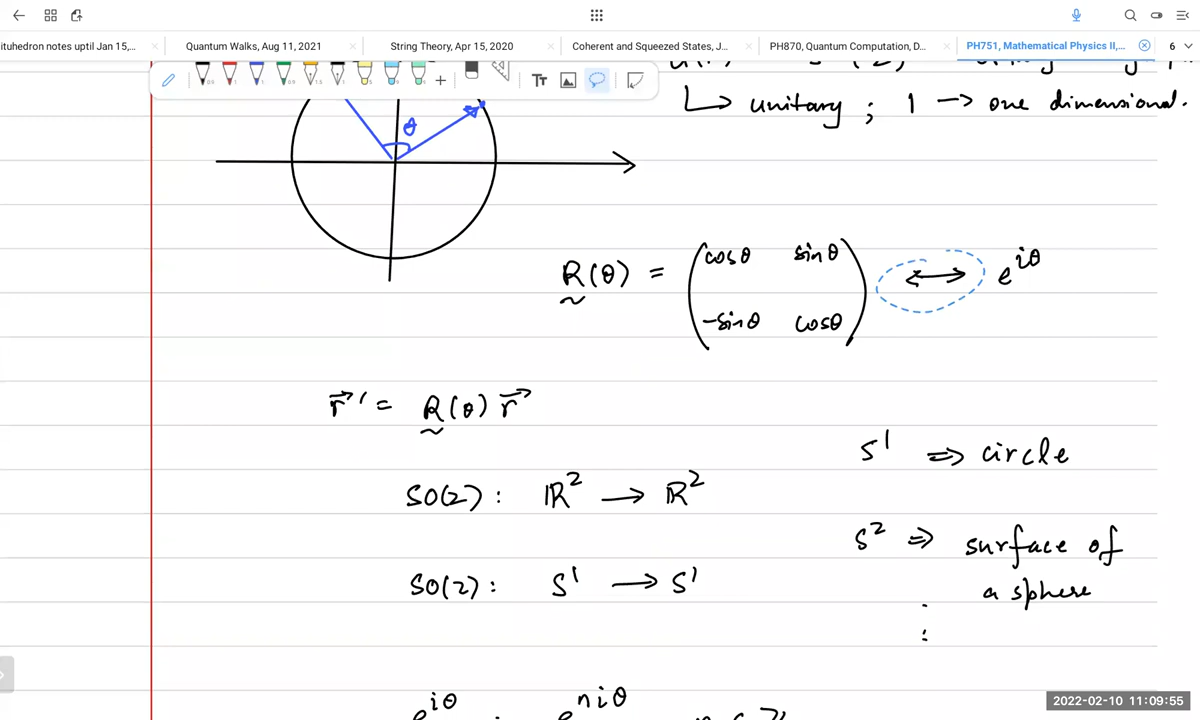 ituhedron notes uptil Jan 15,...
Quantum Walks, Aug 11, 2021
String Theory, Apr 15, 2020
Coherent and Squeezed States, J...
PH870, Quantum Computation, D...
PH751, Mathematical Physics II,...
6
Tт
↳ unitary ; 1 → one dimensional.
θ
R(θ) = ( cosθ sinθ ⟷ e^{iθ}
-sinθ cosθ )
r⃗' = R(θ) r⃗
S¹ ⇒ circle
SO(2) : ℝ² → ℝ²
S² ⇒ surface of
a sphere
SO(2) : S¹ → S¹
:
e^{iθ} : e^{niθ}
2022-02-10 11:09:55